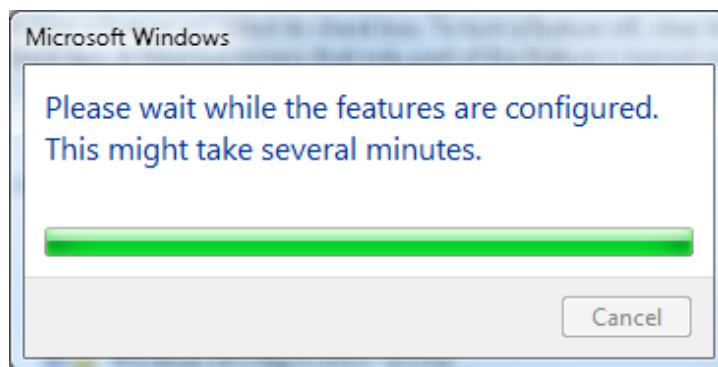 Microsoft Windows
Please wait while the features are configured.
This might take several minutes.
Cancel